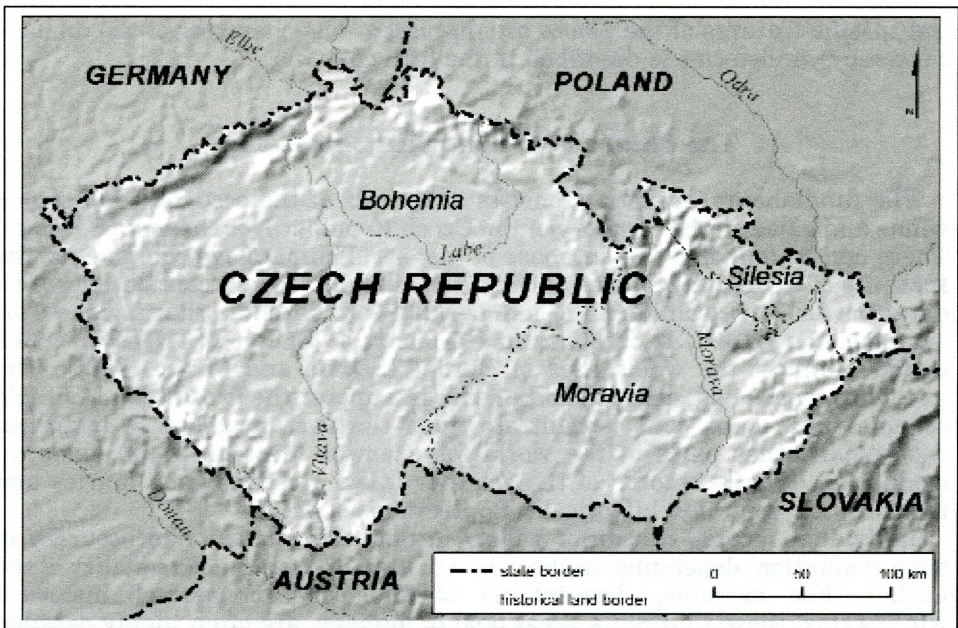 Elbe
GERMANY
POLAND
Odra
N
Bohemia
Labe
CZECH REPUBLIC
Silesia
Morava
Moravia
Vltava
Donau
SLOVAKIA
AUSTRIA
state border
0 50 100 km
historical land border